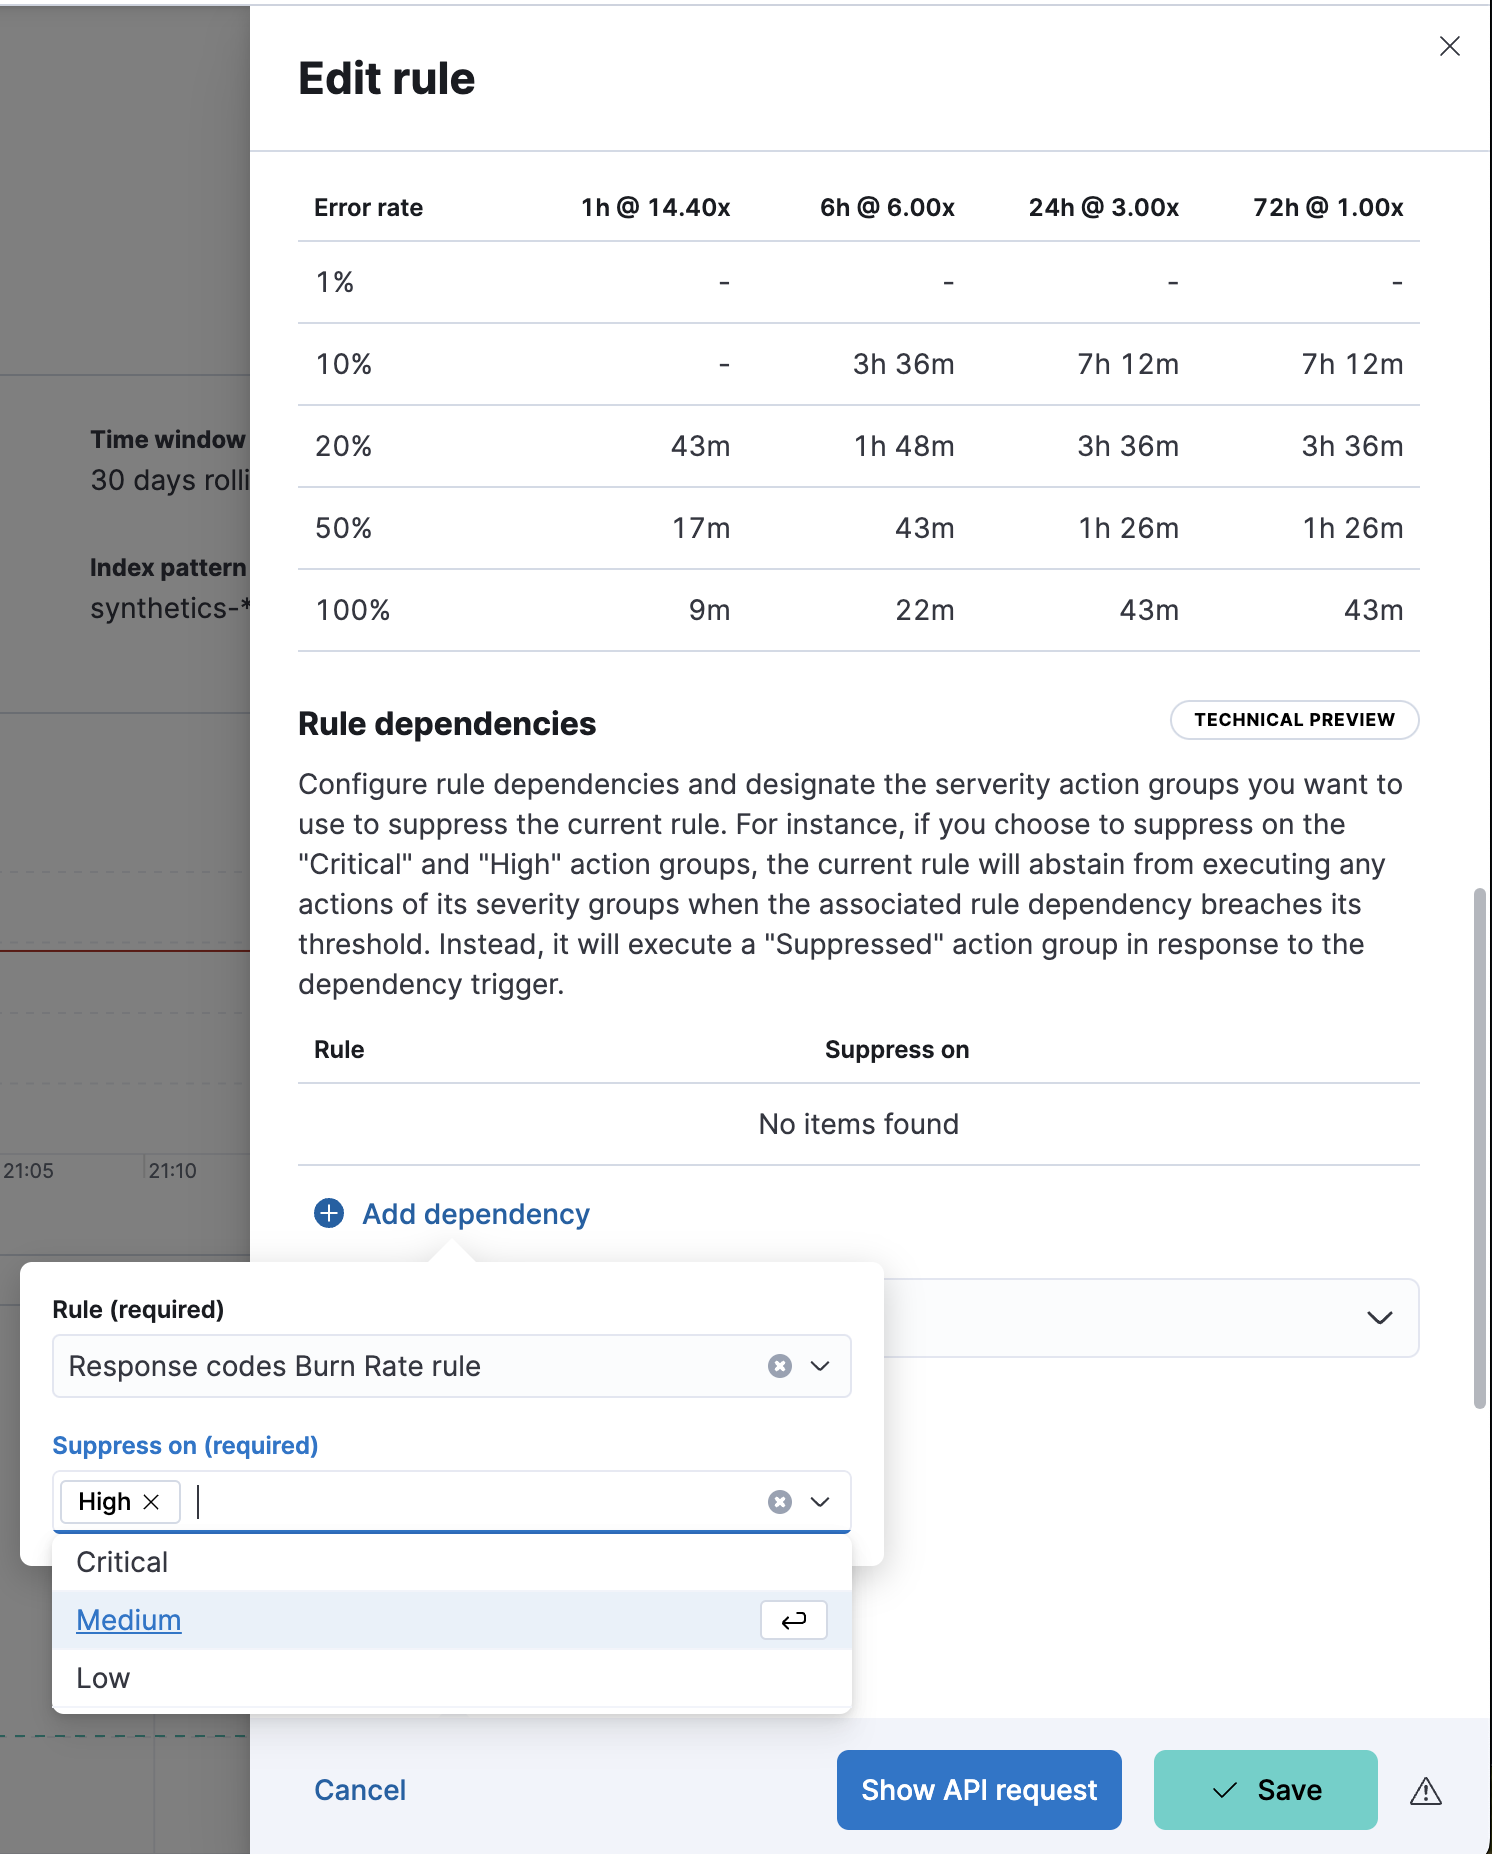 Edit rule
Error rate 1h @ 14.40x 6h @ 6.00x 24h @ 3.00x 72h @ 1.00x
1% - - - -
10% - 3h 36m 7h 12m 7h 12m
20% 43m 1h 48m 3h 36m 3h 36m
50% 17m 43m 1h 26m 1h 26m
100% 9m 22m 43m 43m
Time window
30 days rolli
Index pattern
synthetics-*
Rule dependencies
TECHNICAL PREVIEW
Configure rule dependencies and designate the serverity action groups you want to
use to suppress the current rule. For instance, if you choose to suppress on the
"Critical" and "High" action groups, the current rule will abstain from executing any
actions of its severity groups when the associated rule dependency breaches its
threshold. Instead, it will execute a "Suppressed" action group in response to the
dependency trigger.
Rule Suppress on
No items found
21:05 21:10
Add dependency
Rule (required)
Response codes Burn Rate rule
Suppress on (required)
High
Critical
Medium
Low
Cancel
Show API request
Save